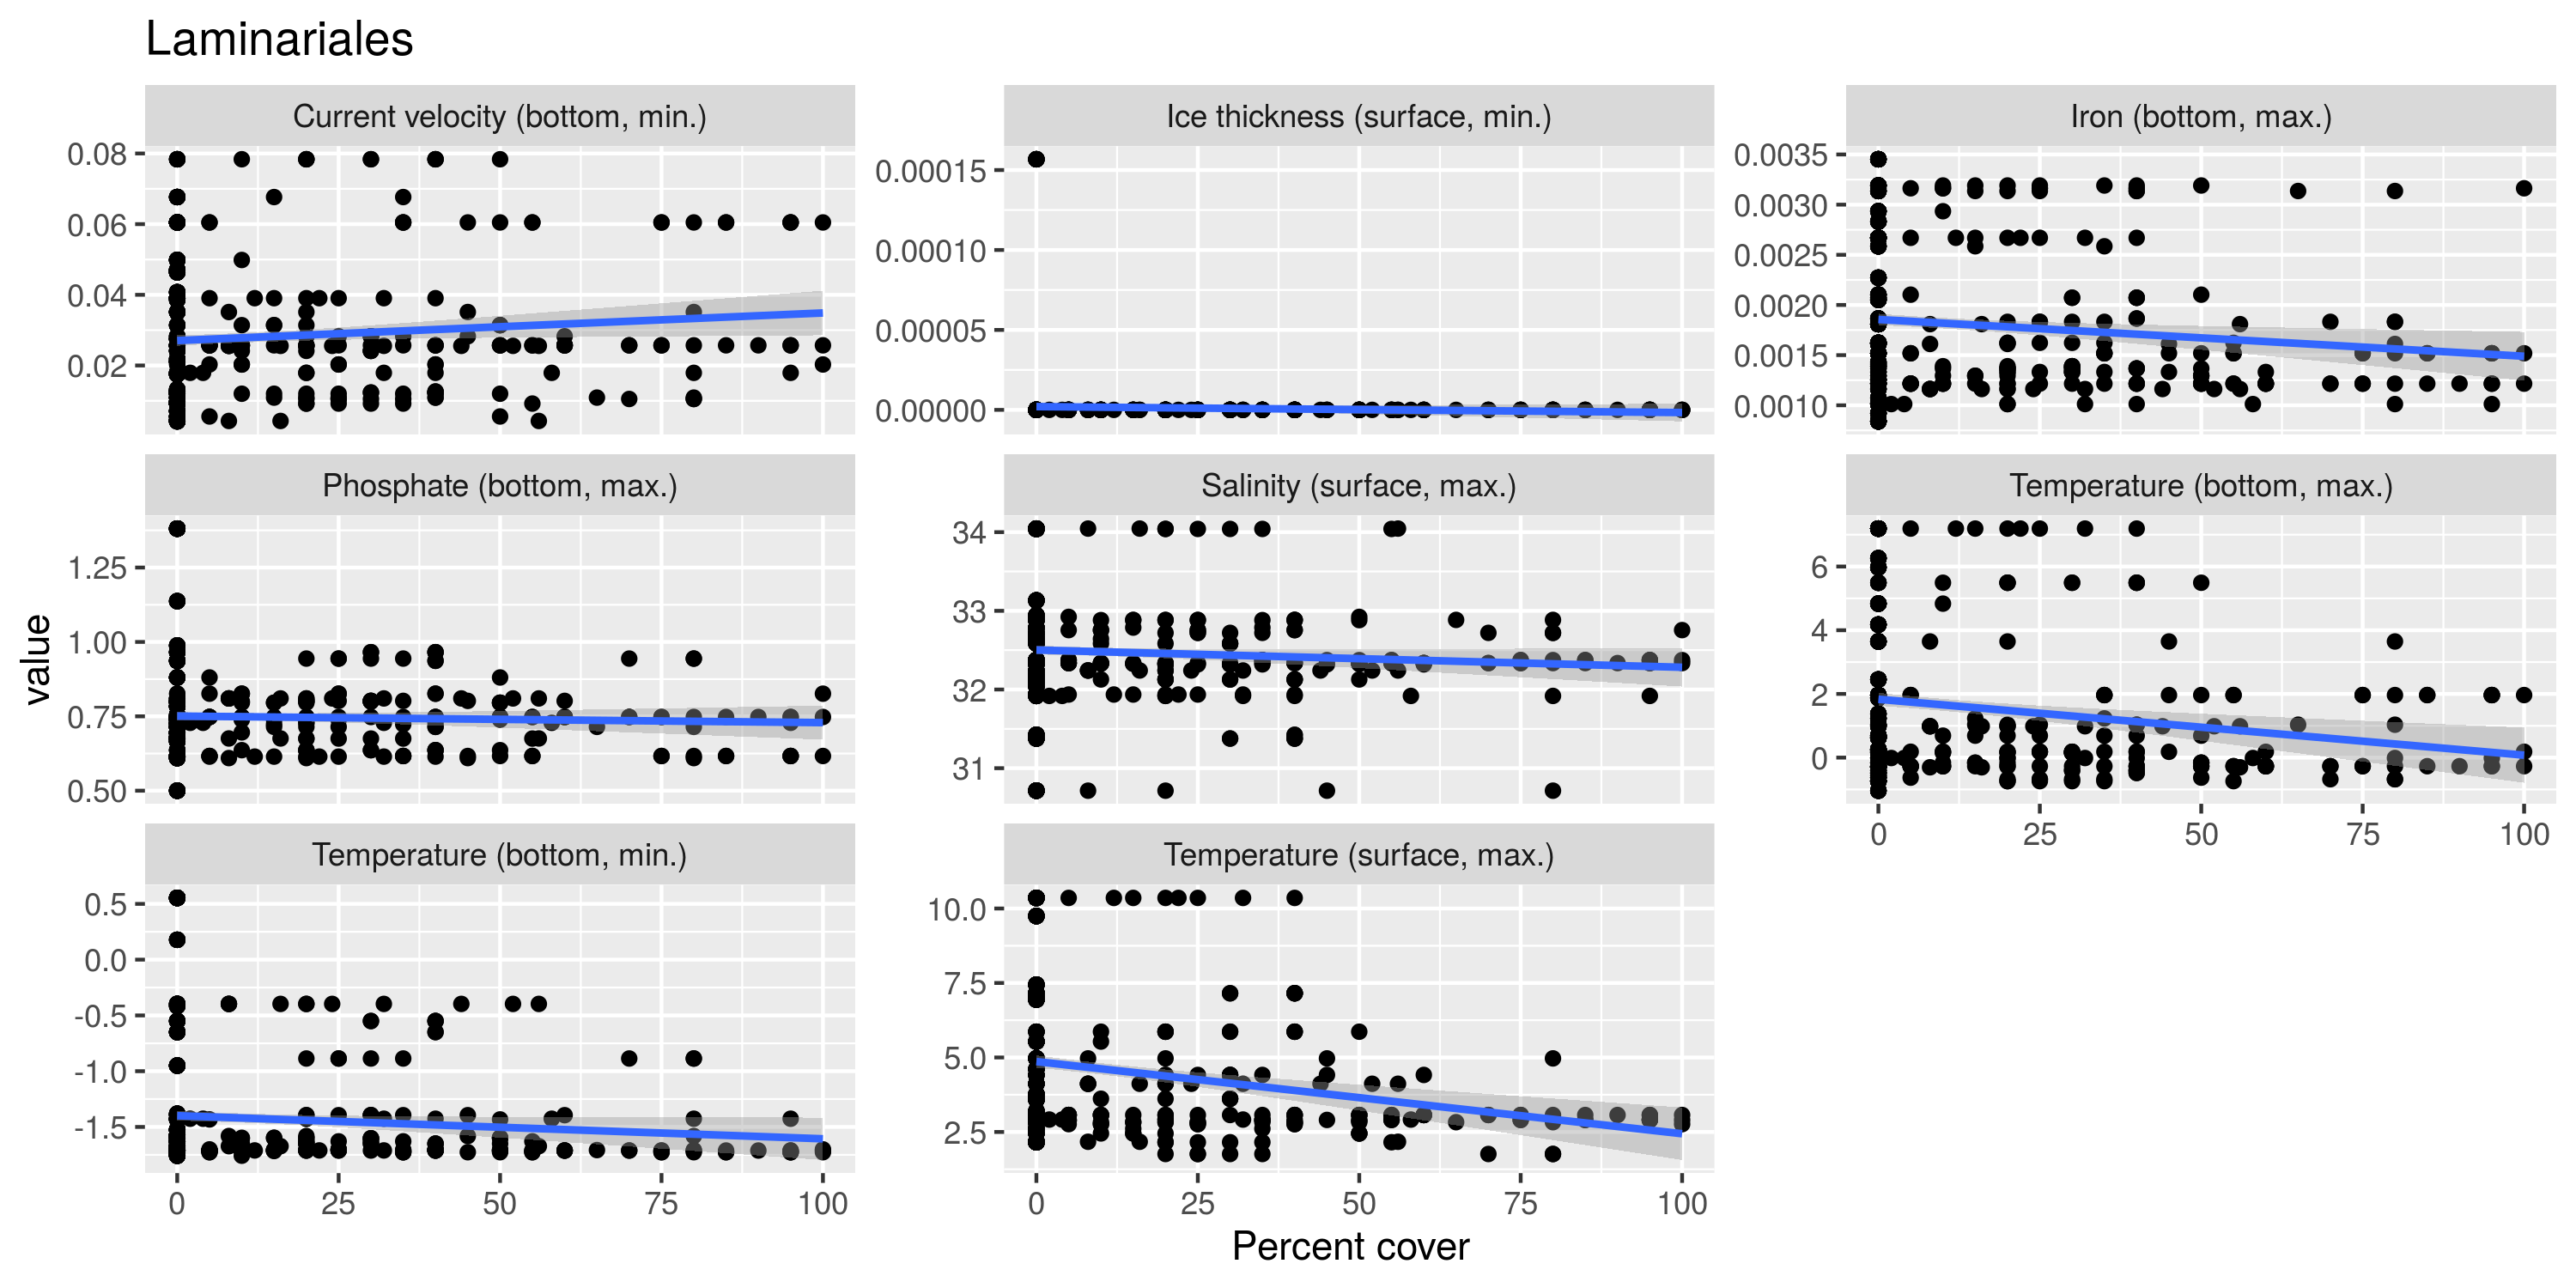 Laminariales
Current velocity (bottom, min.)
0.08
0.06
0.04
0.02
Ice thickness (surface, min.)
0.00015
0.00010
0.00005
0.00000
Iron (bottom, max.)
0.0035
0.0030
0.0025
0.0020
0.0015
0.0010
Phosphate (bottom, max.)
1.25
1.00
0.75
0.50
Salinity (surface, max.)
34
33
32
31
Temperature (bottom, max.)
6
4
2
0
0 25 50 75 100
Temperature (bottom, min.)
0.5
0.0
-0.5
-1.0
-1.5
0 25 50 75 100
Temperature (surface, max.)
10.0
7.5
5.0
2.5
0 25 50 75 100
value
Percent cover